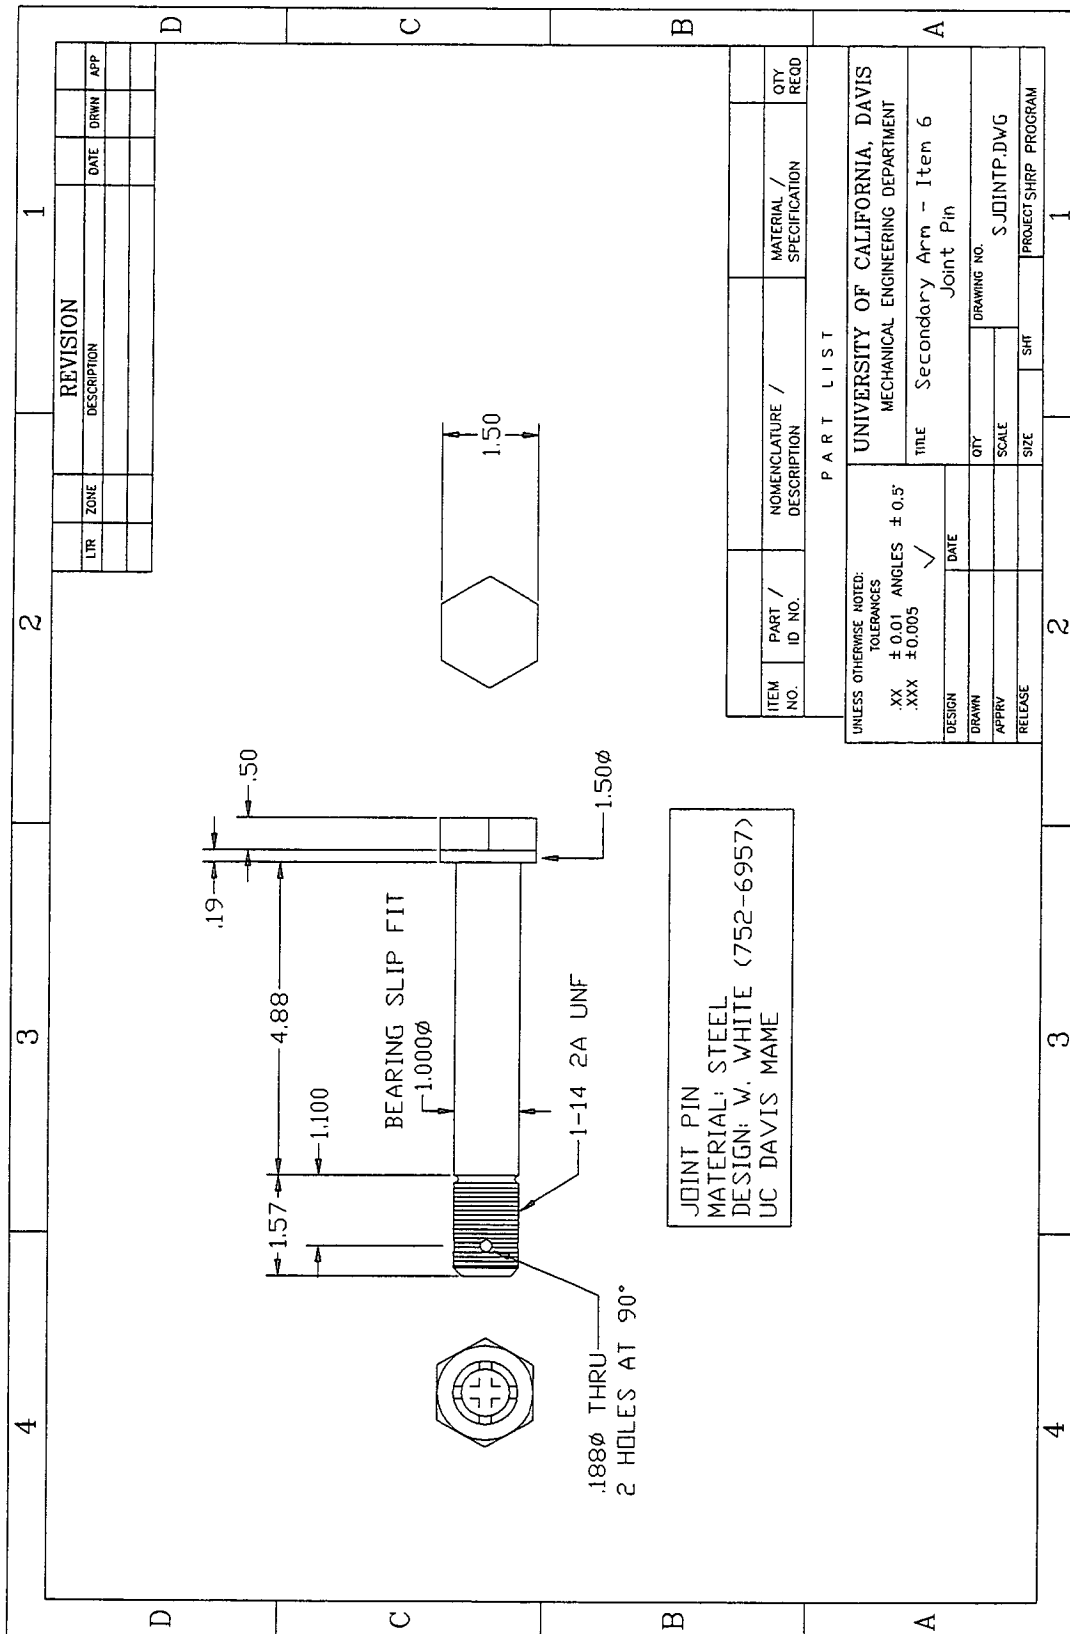 4
3
2
1
D
C
B
A
D
C
B
A
4
3
2
1
REVISION
LTR ZONE DESCRIPTION DATE DRWN APP
.19
.50
4.88
1.57
1.100
BEARING SLIP FIT
1.000ø
1.50
1.50ø
1-14 2A UNF
.188ø THRU
2 HOLES AT 90°
JOINT PIN
MATERIAL: STEEL
DESIGN: W. WHITE (752-6957)
UC DAVIS MAME
ITEM NO.
PART / ID NO.
NOMENCLATURE / DESCRIPTION
MATERIAL / SPECIFICATION
QTY REQD
PART LIST
UNLESS OTHERWISE NOTED:
TOLERANCES
.XX ±0.01 ANGLES ±0.5°
.XXX ±0.005
UNIVERSITY OF CALIFORNIA, DAVIS
MECHANICAL ENGINEERING DEPARTMENT
TITLE Secondary Arm - Item 6
Joint Pin
DESIGN DATE
DRAWN
APPRV
RELEASE
QTY
SCALE
DRAWING NO.
SJOINTP.DWG
SIZE SHT PROJECT SHRP PROGRAM